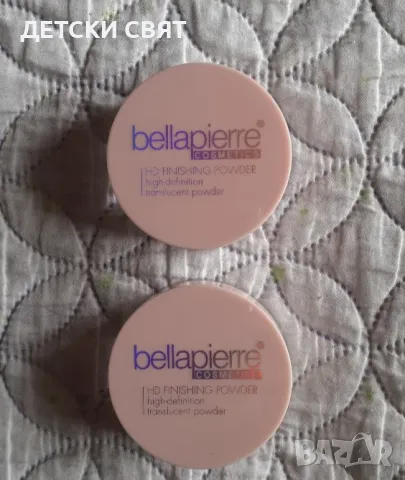 ДЕТСКИ СВЯТ
bellapierre®
COSMETICS
HD FINISHING POWDER
high-definition
translucent powder
bellapierre®
COSMETICS
HD FINISHING POWDER
high-definition
translucent powder
BAZAR